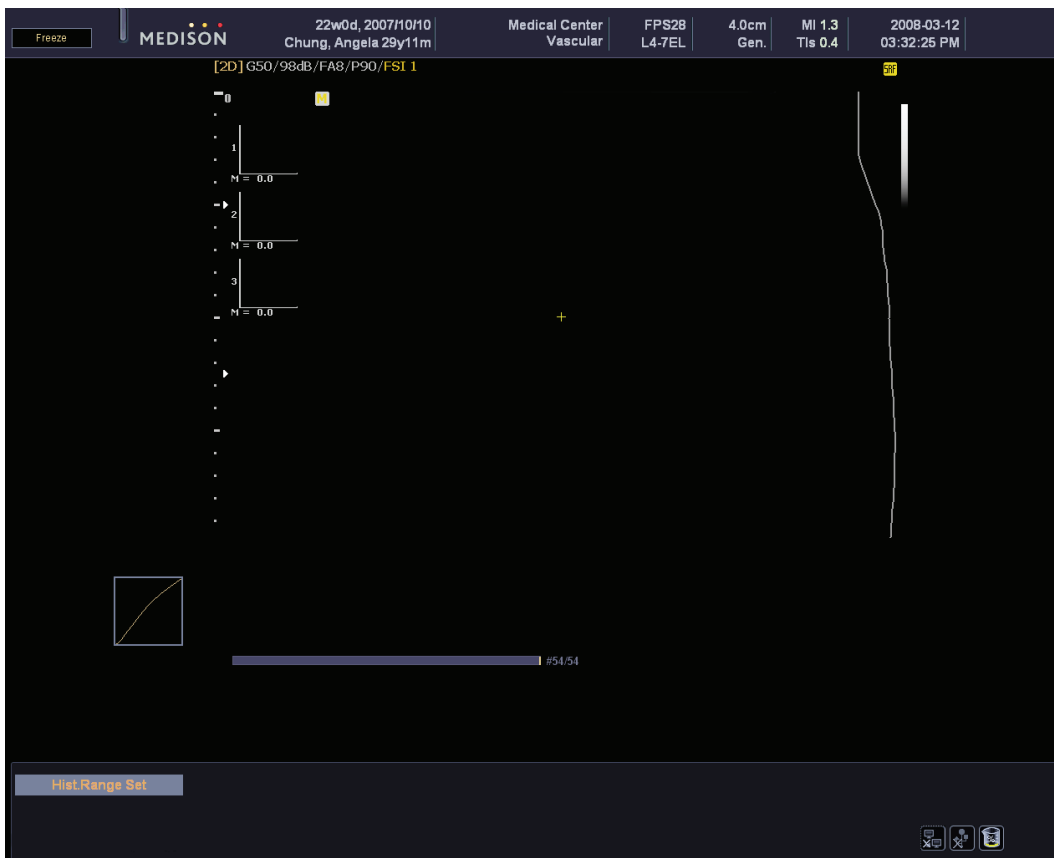 Freeze
MEDISON
22w0d, 2007/10/10
Chung, Angela 29y11m
Medical Center
Vascular
FPS28
L4-7EL
4.0cm
Gen.
MI 1.3
TIs 0.4
2008-03-12
03:32:25 PM
[2D] G50/98dB/FA8/P90/FSI 1
SRF
0
M
1
M = 0.0
2
M = 0.0
3
M = 0.0
#54/54
Hist.Range Set